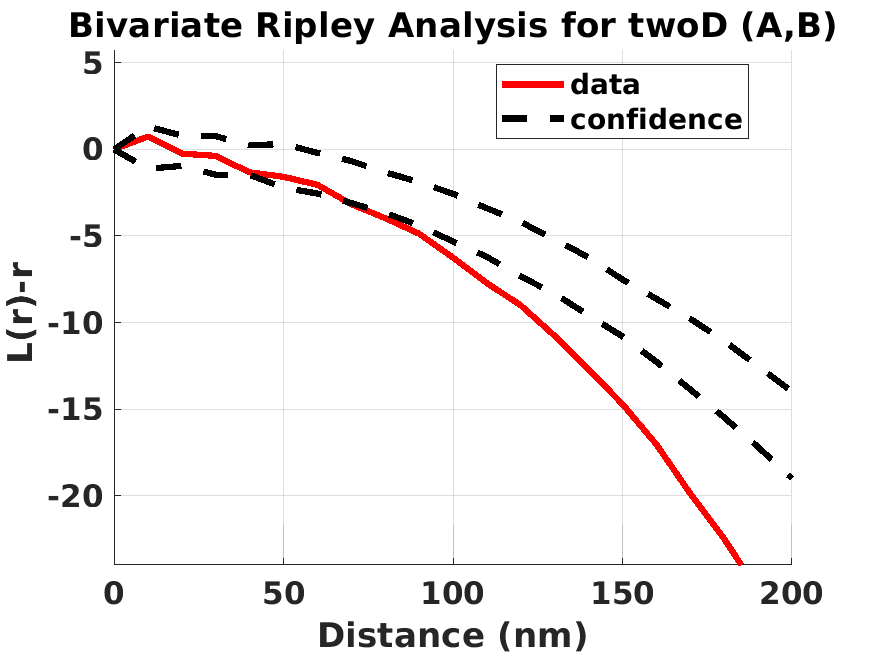 Bivariate Ripley Analysis for twoD (A,B)
data
confidence
5
0
-5
-10
-15
-20
L(r)-r
0 50 100 150 200
Distance (nm)